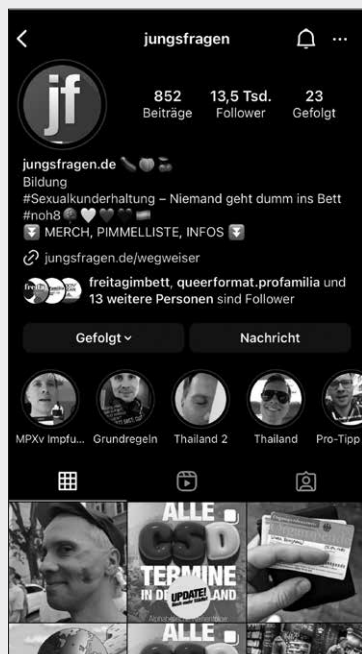 jungsfragen
jf
852 13,5 Tsd. 23
Beiträge Follower Gefolgt
jungsfragen.de
Bildung
#Sexualkunderhaltung – Niemand geht dumm ins Bett
#noh8
MERCH, PIMMELLISTE, INFOS
jungsfragen.de/wegweiser
freitagimbett, queerformat.profamilia und
13 weitere Personen sind Follower
Gefolgt Nachricht
MPXv Impfu... Grundregeln Thailand 2 Thailand Pro-Tipp
ALLE
CSD
TERMINE
IN DE LAND
UPDATE!
ALLE